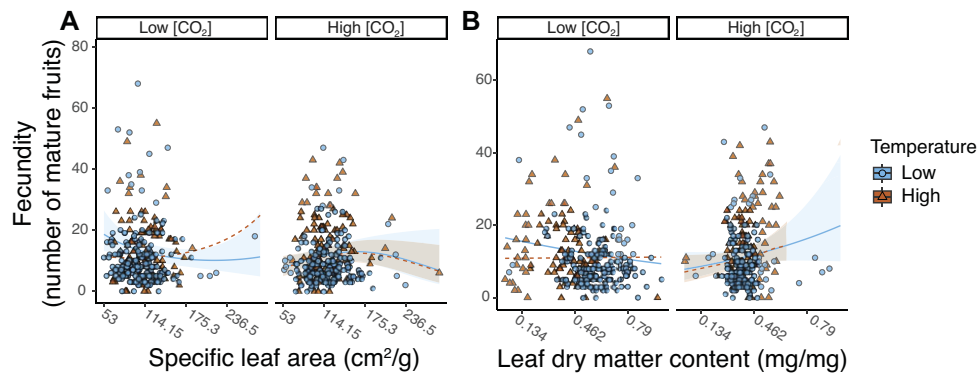 A
B
Low [CO₂]
High [CO₂]
Low [CO₂]
High [CO₂]
Fecundity
(number of mature fruits)
80
60
40
20
0
60
40
20
0
53
114.15
175.3
236.5
53
114.15
175.3
236.5
0.134
0.462
0.79
0.134
0.462
0.79
Specific leaf area (cm²/g)
Leaf dry matter content (mg/mg)
Temperature
Low
High